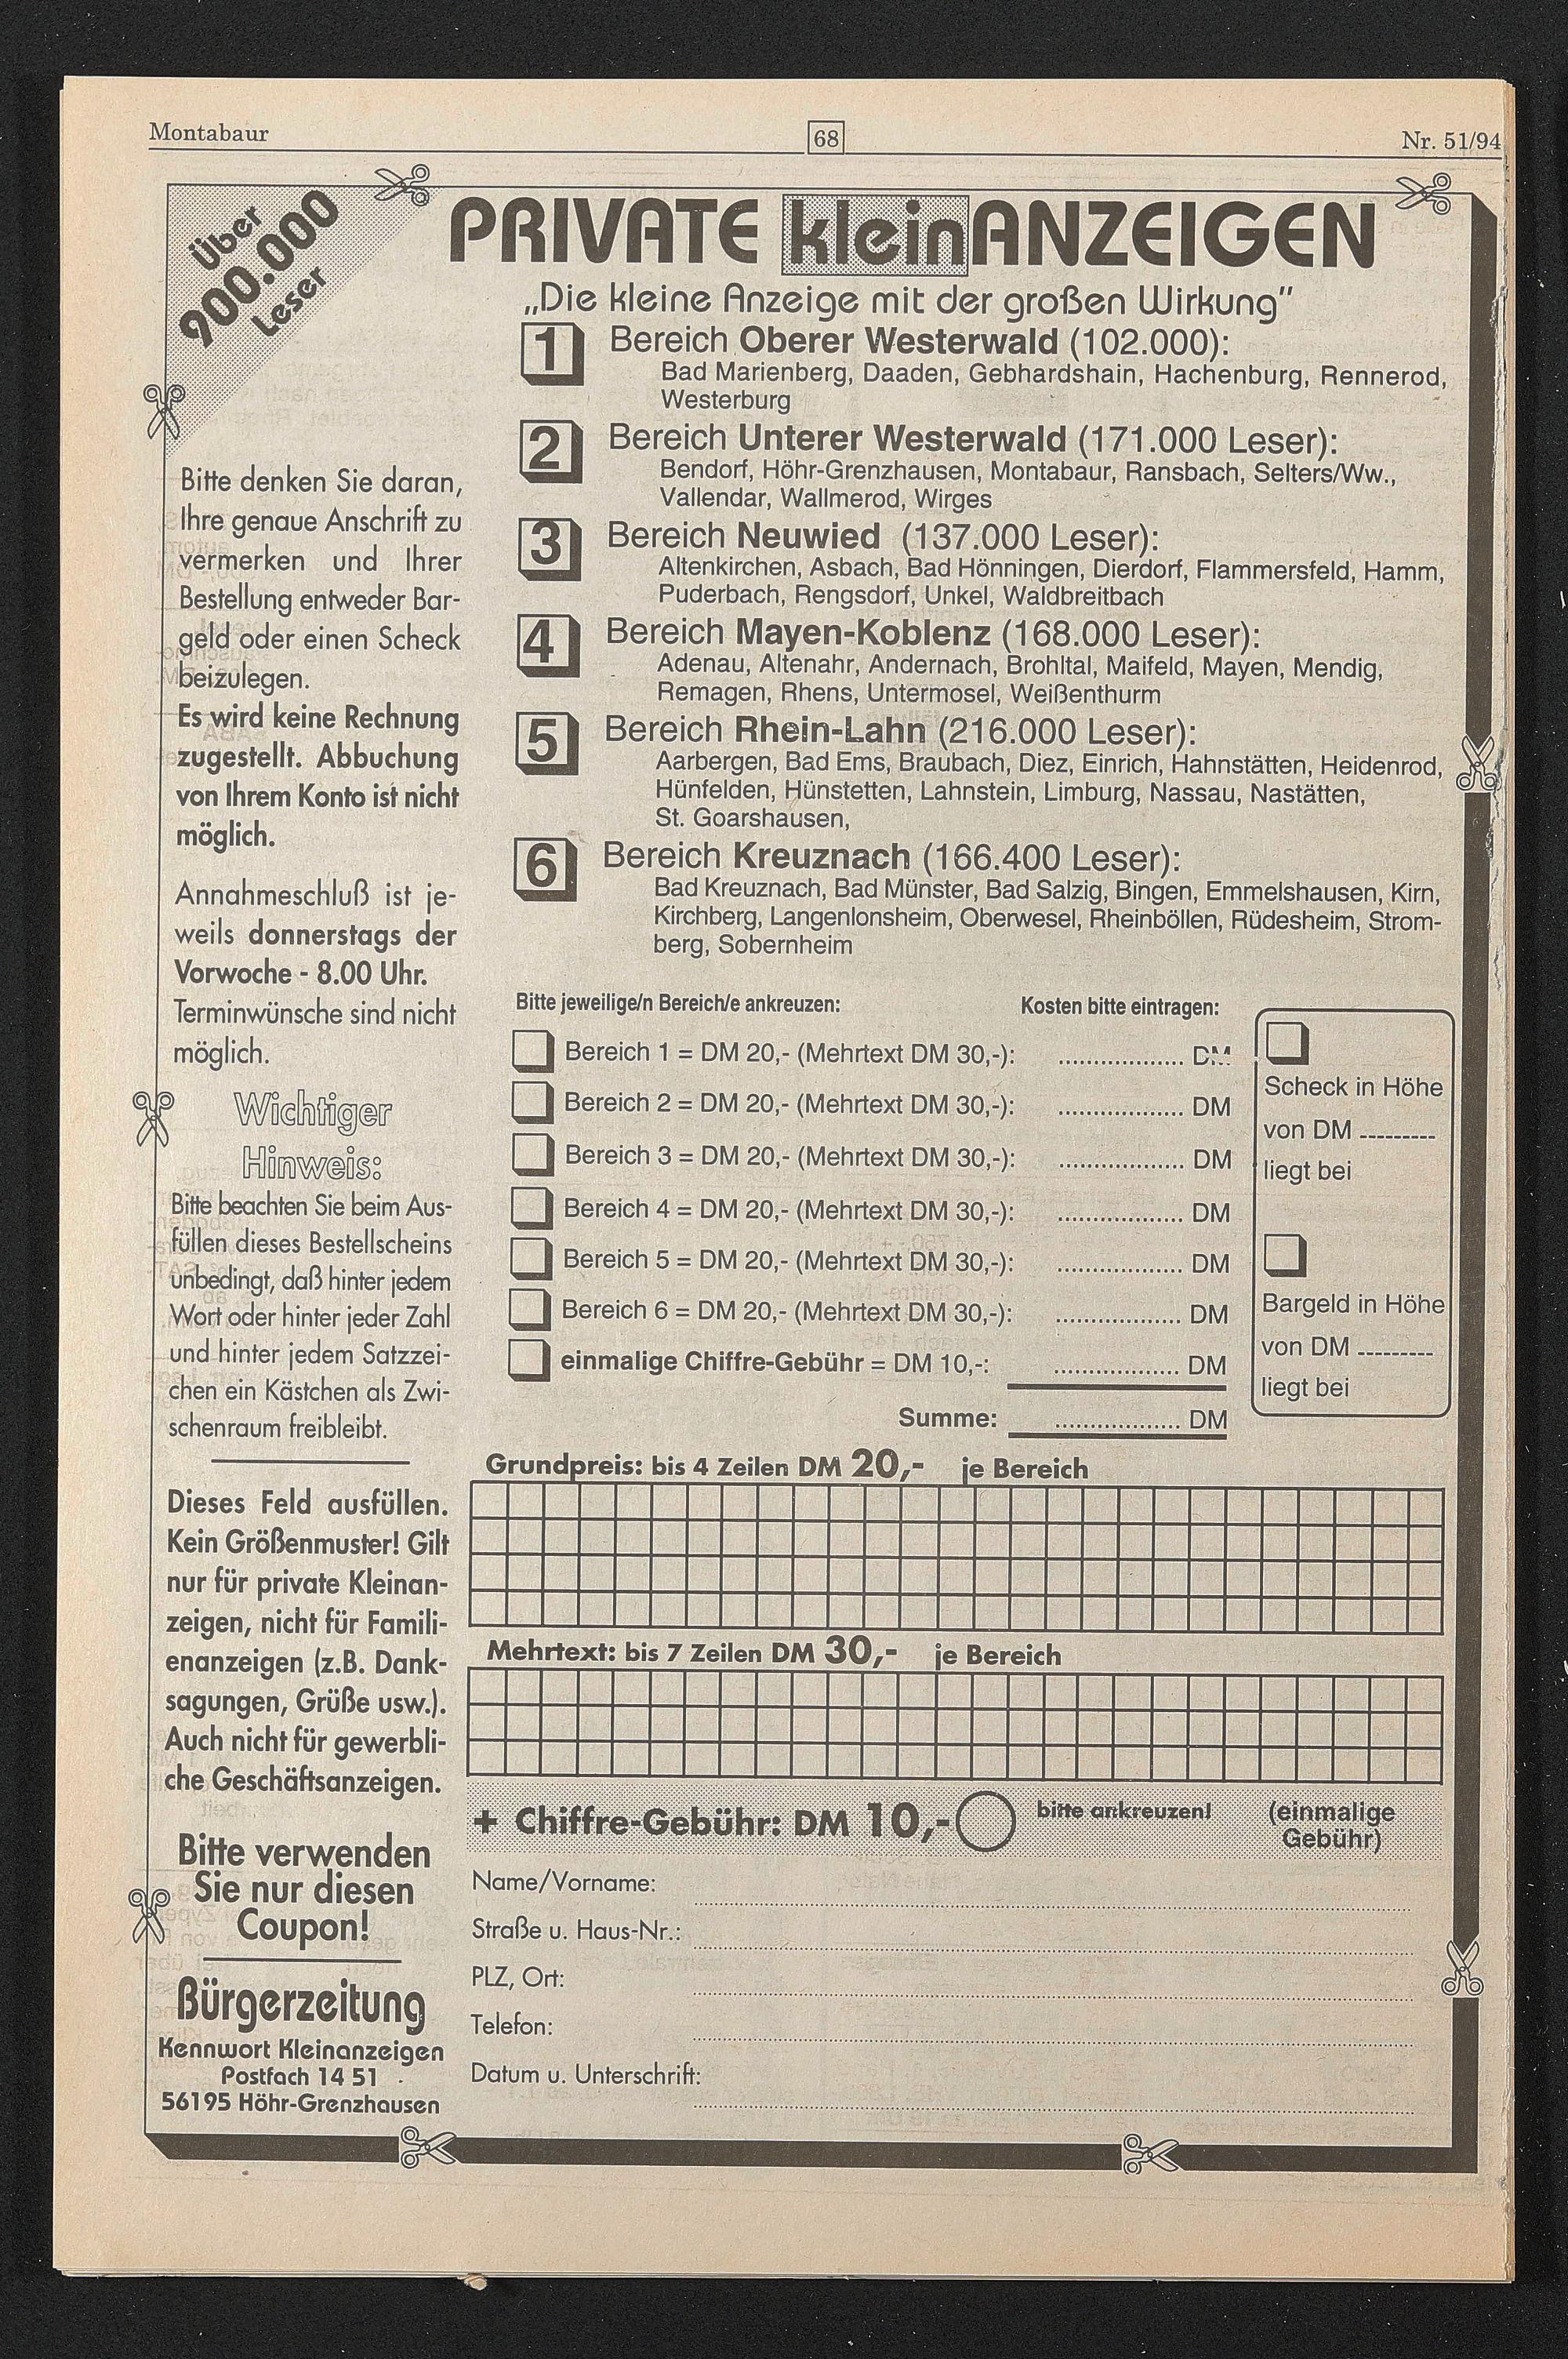 Montabaur
68
Nr. 51/94
Über
900.000
Leser
PRIVATE kleinANZEIGEN
„Die kleine Anzeige mit der großen Wirkung"
1 Bereich Oberer Westerwald (102.000):
Bad Marienberg, Daaden, Gebhardshain, Hachenburg, Rennerod,
Westerburg
2 Bereich Unterer Westerwald (171.000 Leser):
Bendorf, Höhr-Grenzhausen, Montabaur, Ransbach, Selters/Ww.,
Vallendar, Wallmerod, Wirges
3 Bereich Neuwied (137.000 Leser):
Altenkirchen, Asbach, Bad Hönningen, Dierdorf, Flammersfeld, Hamm,
Puderbach, Rengsdorf, Unkel, Waldbreitbach
4 Bereich Mayen-Koblenz (168.000 Leser):
Adenau, Altenahr, Andernach, Brohltal, Maifeld, Mayen, Mendig,
Remagen, Rhens, Untermosel, Weißenthurm
5 Bereich Rhein-Lahn (216.000 Leser):
Aarbergen, Bad Ems, Braubach, Diez, Einrich, Hahnstätten, Heidenrod,
Hünfelden, Hünstetten, Lahnstein, Limburg, Nassau, Nastätten,
St. Goarshausen,
6 Bereich Kreuznach (166.400 Leser):
Bad Kreuznach, Bad Münster, Bad Salzig, Bingen, Emmelshausen, Kirn,
Kirchberg, Langenlonsheim, Oberwesel, Rheinböllen, Rüdesheim, Strom-
berg, Sobernheim
Bitte denken Sie daran,
Ihre genaue Anschrift zu
vermerken und Ihrer
Bestellung entweder Bar-
geld oder einen Scheck
beizulegen.
Es wird keine Rechnung
zugestellt. Abbuchung
von Ihrem Konto ist nicht
möglich.
Annahmeschluß ist je-
weils donnerstags der
Vorwoche - 8.00 Uhr.
Terminwünsche sind nicht
möglich.
Wichtiger
Hinweis:
Bitte beachten Sie beim Aus-
füllen dieses Bestellscheins
unbedingt, daß hinter jedem
Wort oder hinter jeder Zahl
und hinter jedem Satzzei-
chen ein Kästchen als Zwi-
schenraum freibleibt.
Dieses Feld ausfüllen.
Kein Größenmuster! Gilt
nur für private Kleinan-
zeigen, nicht für Famili-
enanzeigen (z.B. Dank-
sagungen, Grüße usw.).
Auch nicht für gewerbli-
che Geschäftsanzeigen.
Bitte verwenden
Sie nur diesen
Coupon!
Bürgerzeitung
Kennwort Kleinanzeigen
Postfach 14 51
56195 Höhr-Grenzhausen
Bitte jeweilige/n Bereich/e ankreuzen: Kosten bitte eintragen:
Bereich 1 = DM 20,- (Mehrtext DM 30,-): .................. DM
Bereich 2 = DM 20,- (Mehrtext DM 30,-): .................. DM
Bereich 3 = DM 20,- (Mehrtext DM 30,-): .................. DM
Bereich 4 = DM 20,- (Mehrtext DM 30,-): .................. DM
Bereich 5 = DM 20,- (Mehrtext DM 30,-): .................. DM
Bereich 6 = DM 20,- (Mehrtext DM 30,-): .................. DM
einmalige Chiffre-Gebühr = DM 10,-: .................. DM
Summe: .................. DM
Scheck in Höhe
von DM ---------
liegt bei
Bargeld in Höhe
von DM ---------
liegt bei
Grundpreis: bis 4 Zeilen DM 20,- je Bereich
Mehrtext: bis 7 Zeilen DM 30,- je Bereich
+ Chiffre-Gebühr: DM 10,- bitte ankreuzen! (einmalige
Gebühr)
Name/Vorname:
Straße u. Haus-Nr.:
PLZ, Ort:
Telefon:
Datum u. Unterschrift: